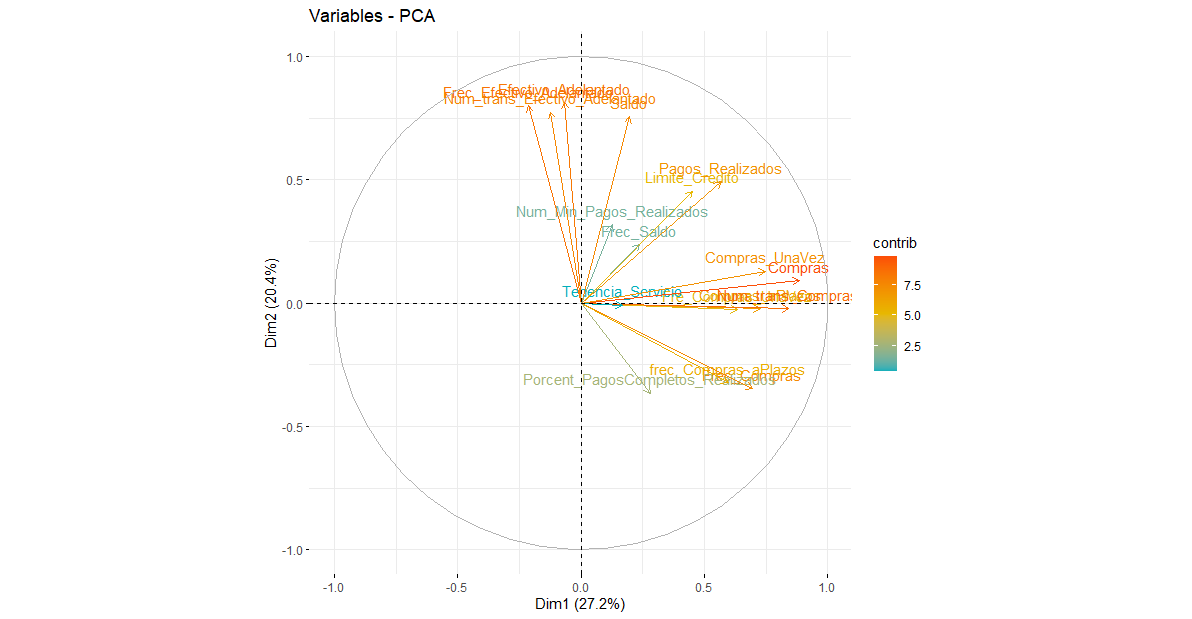 Variables - PCA
1.0
Efectivo_Adelantado
Frec_Efectivo_Adelantado
Num_trans_Efectivo_Adelantado
Saldo
Pagos_Realizados
Limite_Credito
0.5
Num_Min_Pagos_Realizados
Frec_Saldo
contrib
7.5
5.0
2.5
Compras_UnaVez
Compras
Tenencia_Servicio
Num_trans_Compras
0.0
Dim2 (20.4%)
frec_Compras_aPlazos
Frec_Compras
Porcent_PagosCompletos_Realizados
-0.5
-1.0
-1.0
-0.5
0.0
0.5
1.0
Dim1 (27.2%)